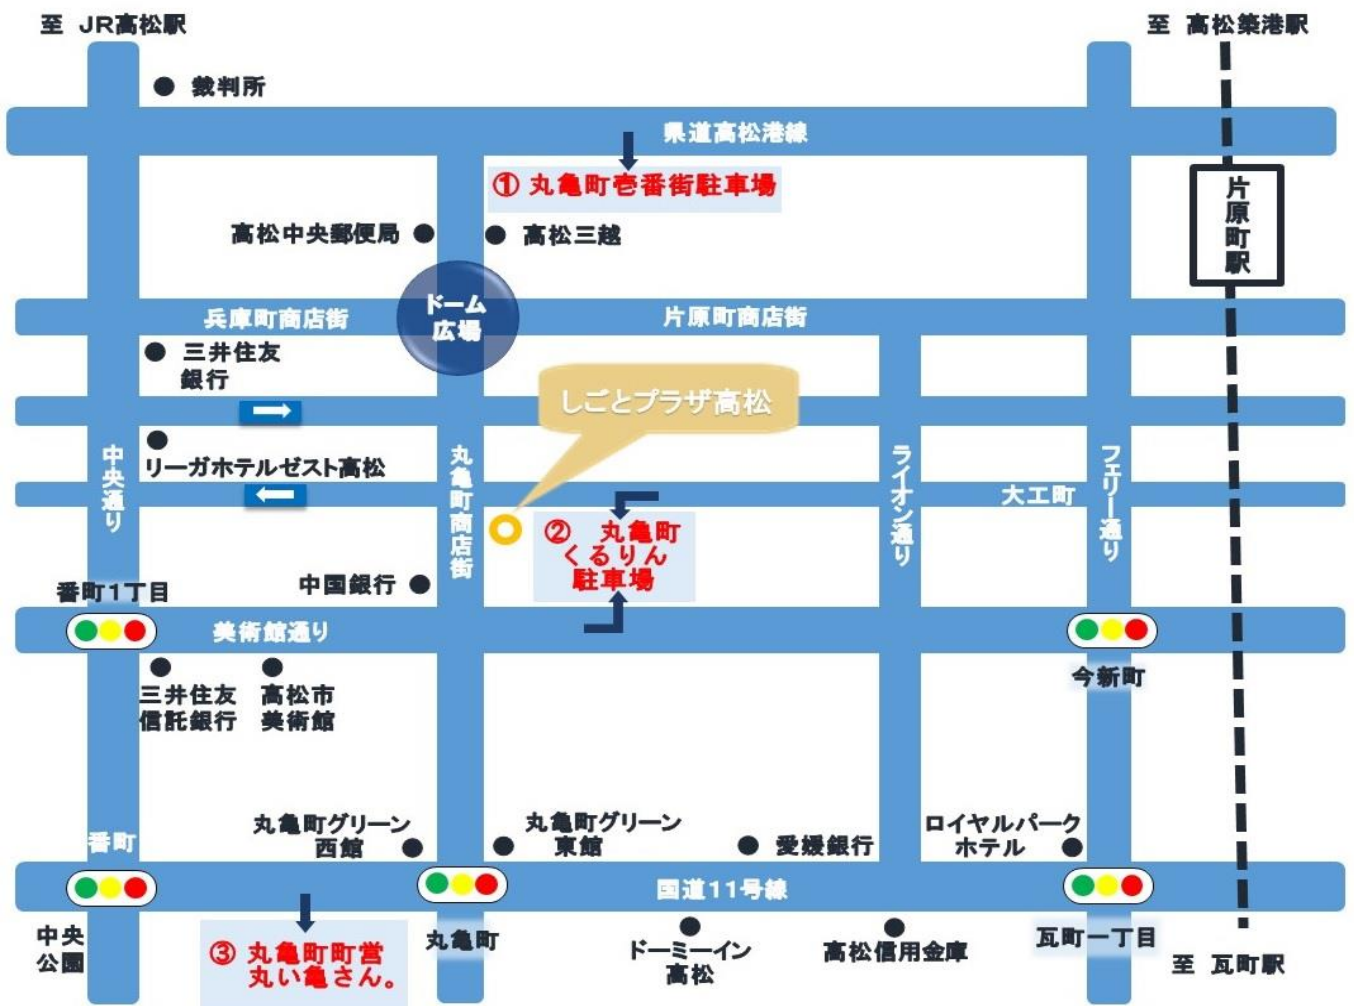 至 JR高松駅
至 高松築港駅
裁判所
県道高松港線
① 丸亀町壱番街駐車場
片原町駅
高松中央郵便局
高松三越
ドーム
広場
兵庫町商店街
片原町商店街
三井住友
銀行
しごとプラザ高松
中央通り
リーガホテルゼスト高松
丸亀町商店街
ライオン通り
フェリー通り
大工町
② 丸亀町
くるりん
駐車場
中国銀行
番町1丁目
美術館通り
今新町
三井住友
信託銀行
高松市
美術館
番町
丸亀町グリーン
西館
丸亀町グリーン
東館
愛媛銀行
ロイヤルパーク
ホテル
国道11号線
中央
公園
③ 丸亀町町営
丸い亀さん。
丸亀町
ドーミーイン
高松
高松信用金庫
瓦町一丁目
至 瓦町駅